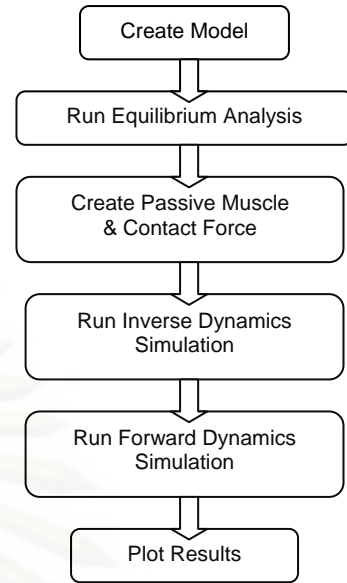 Create Model
Run Equilibrium Analysis
Create Passive Muscle
& Contact Force
Run Inverse Dynamics
Simulation
Run Forward Dynamics
Simulation
Plot Results